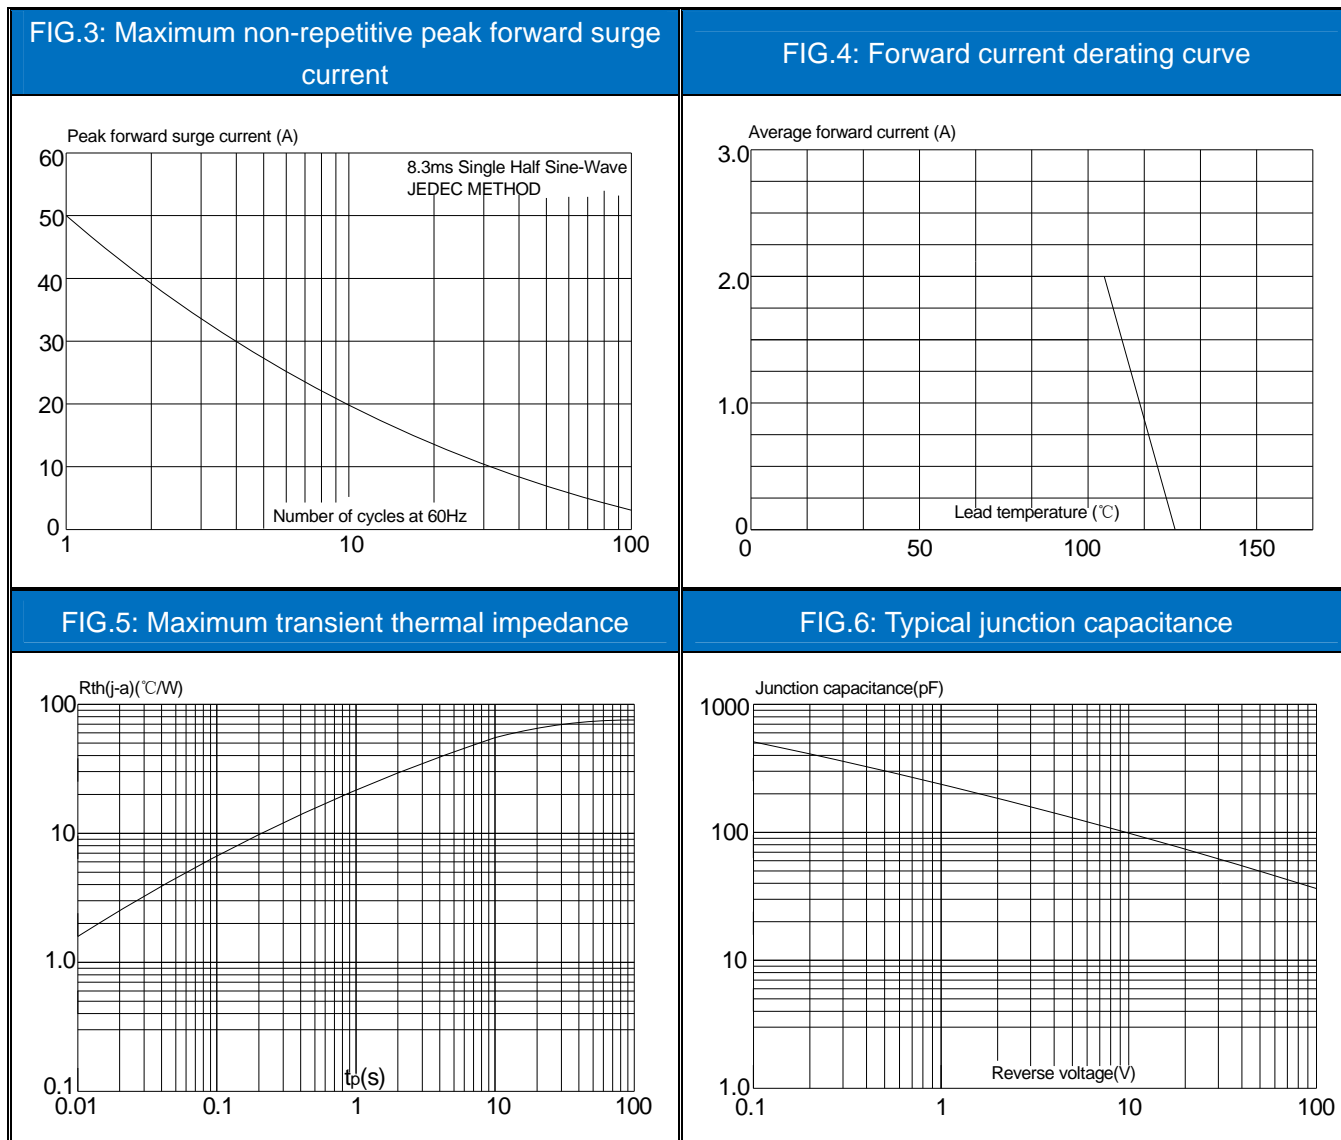 FIG.3: Maximum non-repetitive peak forward surge
current
FIG.4: Forward current derating curve
Peak forward surge current (A)
60
50
40
30
20
10
0
8.3ms Single Half Sine-Wave
JEDEC METHOD
Number of cycles at 60Hz
1
10
100
Average forward current (A)
3.0
2.0
1.0
0
Lead temperature (℃)
0
50
100
150
FIG.5: Maximum transient thermal impedance
FIG.6: Typical junction capacitance
Rth(j-a)(℃/W)
100
10
1.0
0.1
tp(s)
0.01
0.1
1
10
100
Junction capacitance(pF)
1000
100
10
1.0
Reverse voltage(V)
0.1
1
10
100